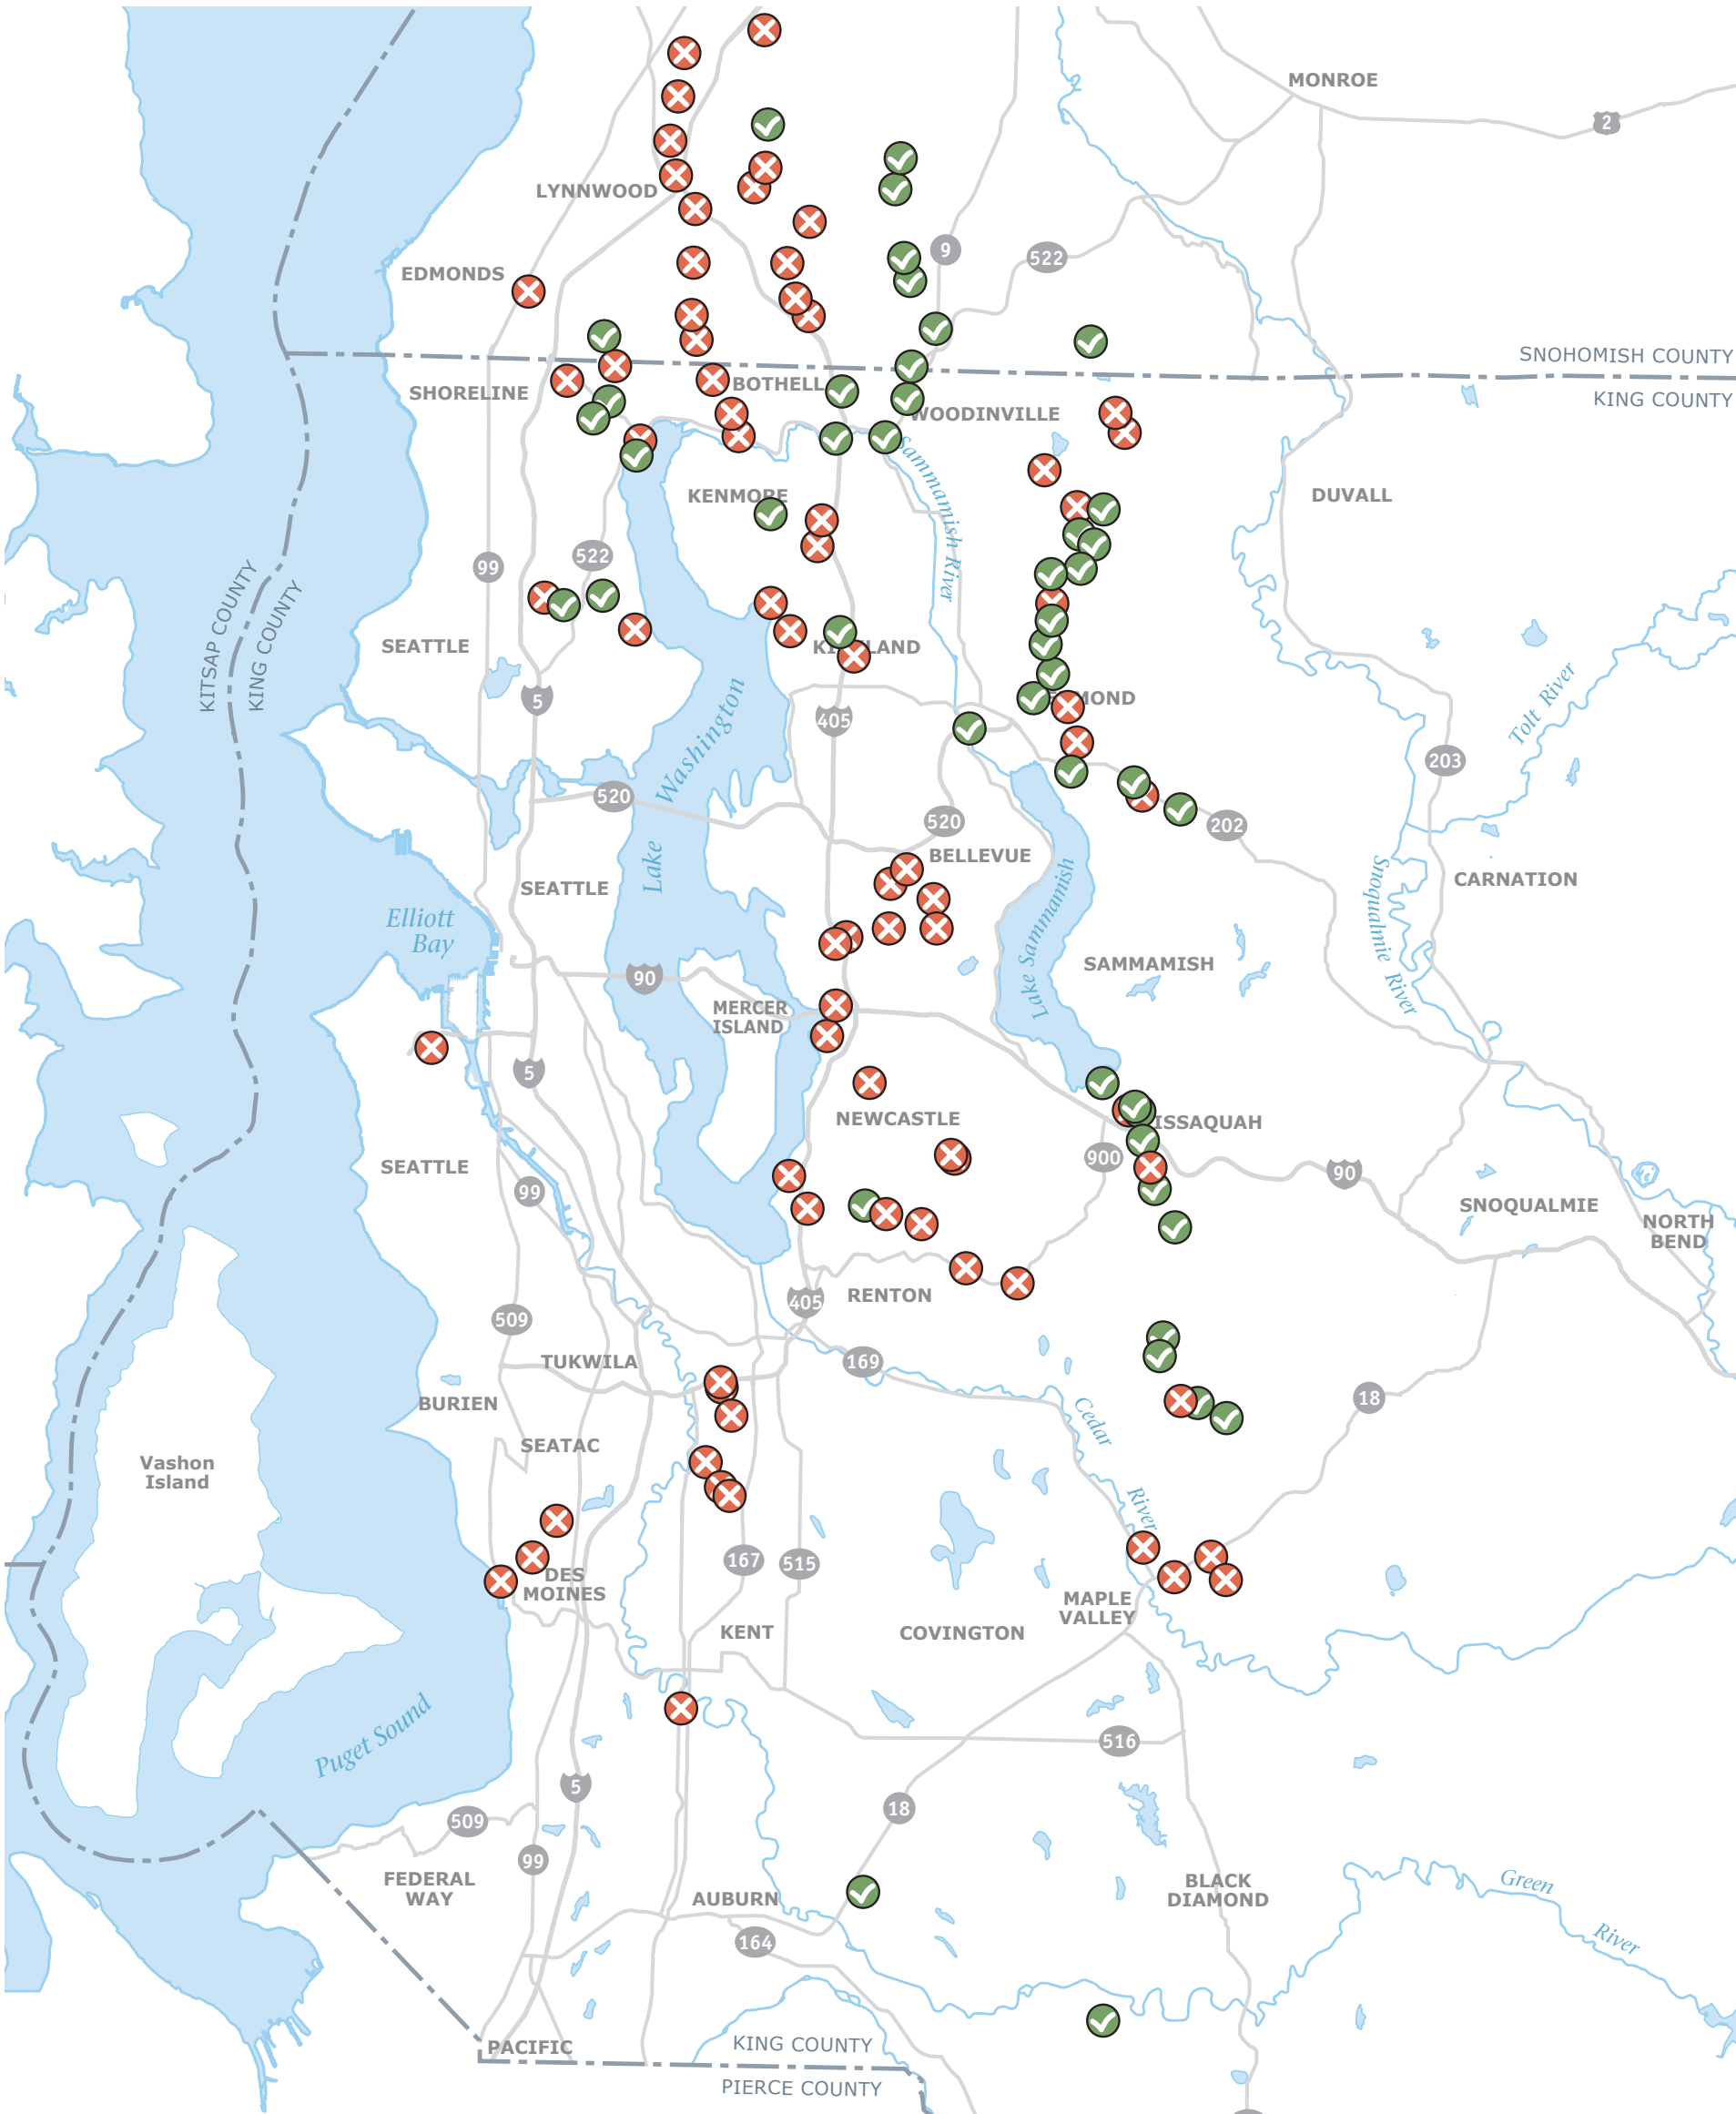 MONROE
2
LYNNWOOD
9
522
EDMONDS
SNOHOMISH COUNTY
KING COUNTY
SHORELINE
BOTHELL
WOODINVILLE
Sammamish River
KENMORE
DUVALL
522
99
KITSAP COUNTY
KING COUNTY
SEATTLE
5
405
Tolt River
203
Lake Washington
520
520
202
BELLEVUE
SEATTLE
CARNATION
Elliott
Bay
Lake Sammamish
Snoqualmie River
SAMMAMISH
90
MERCER
ISLAND
5
NEWCASTLE
ISSAQUAH
900
90
SEATTLE
99
SNOQUALMIE
NORTH
BEND
405
RENTON
509
TUKWILA
169
BURIEN
18
Cedar River
SEATAC
Vashon
Island
167
515
DES
MOINES
MAPLE
VALLEY
KENT
COVINGTON
Puget Sound
516
5
18
509
99
FEDERAL
WAY
AUBURN
BLACK
DIAMOND
Green River
164
PACIFIC
KING COUNTY
PIERCE COUNTY